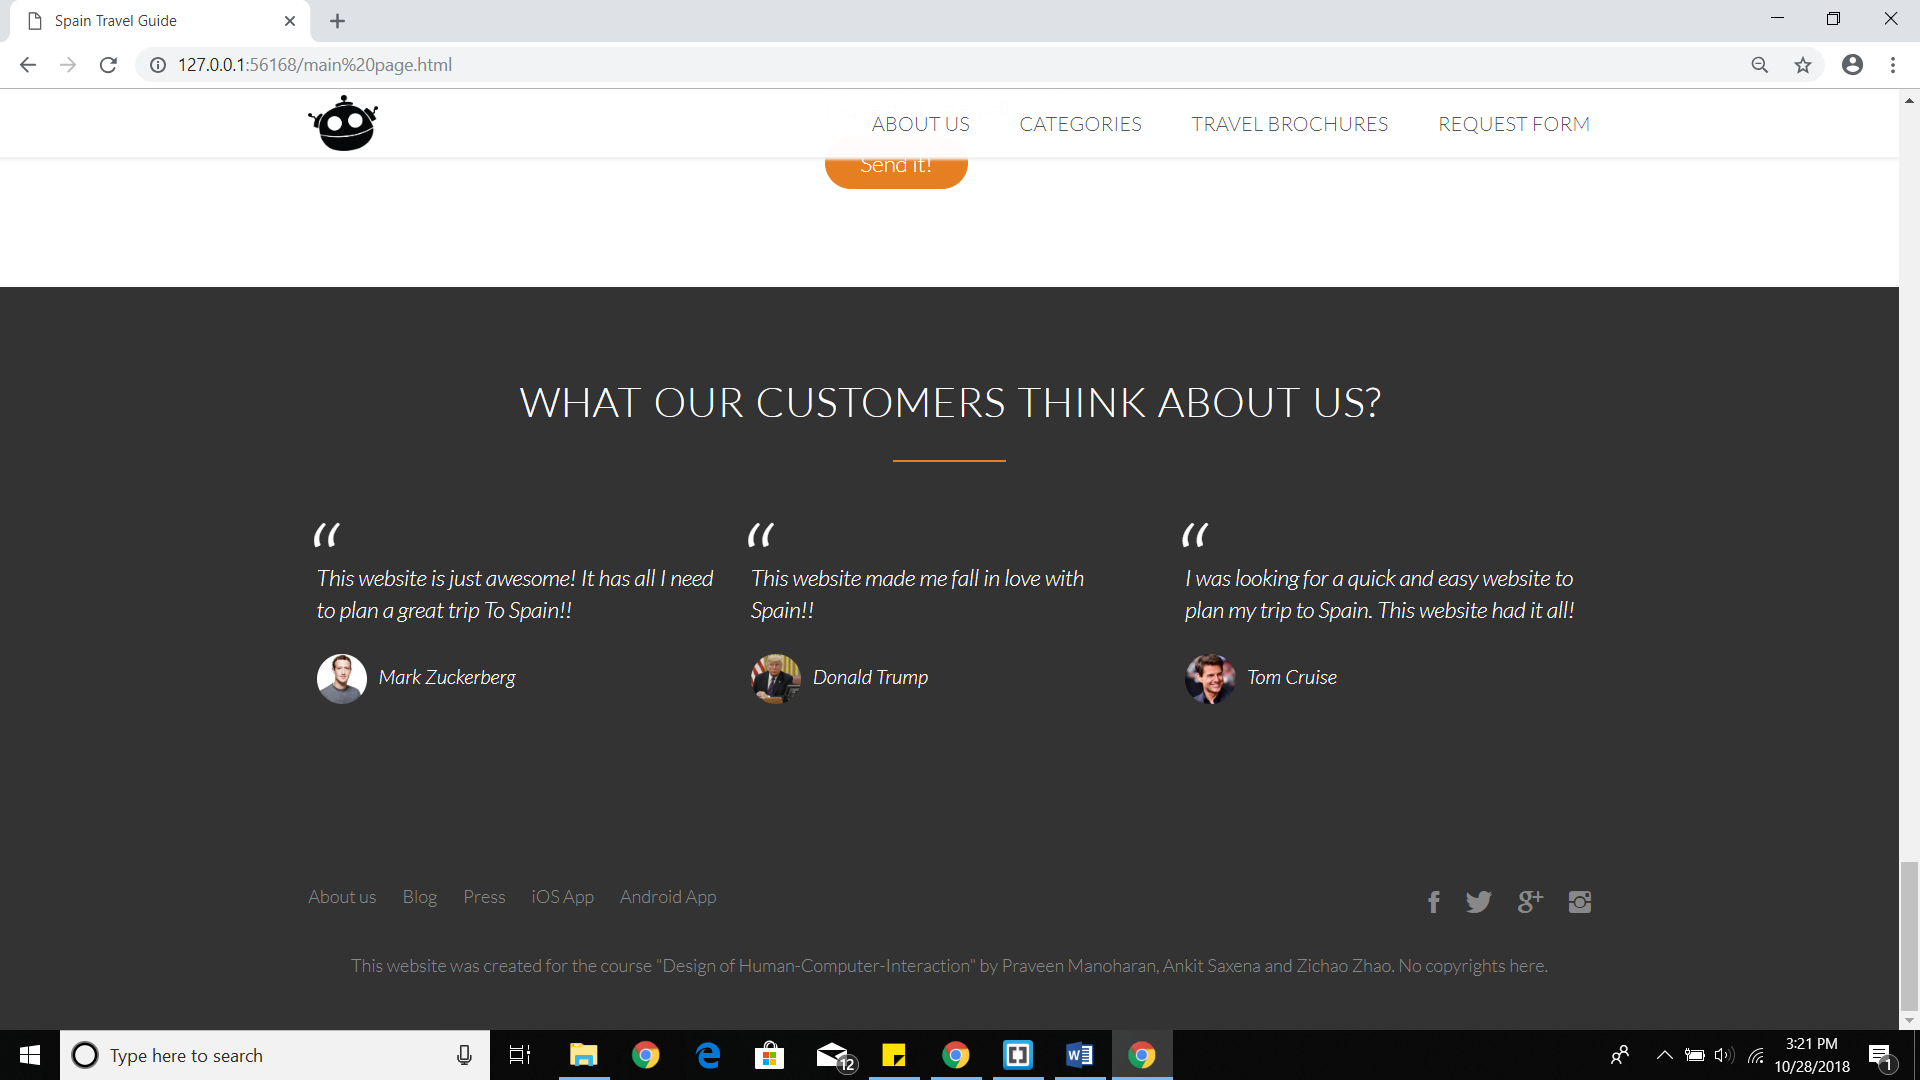 Spain Travel Guide
127.0.0.1:56168/main%20page.html
ABOUT US CATEGORIES TRAVEL BROCHURES REQUEST FORM
Send it!
WHAT OUR CUSTOMERS THINK ABOUT US?
“ “ “
This website is just awesome! It has all I need
to plan a great trip To Spain!!
Mark Zuckerberg
This website made me fall in love with
Spain!!
Donald Trump
I was looking for a quick and easy website to
plan my trip to Spain. This website had it all!
Tom Cruise
About us Blog Press iOS App Android App
This website was created for the course "Design of Human-Computer-Interaction" by Praveen Manoharan, Ankit Saxena and Zichao Zhao. No copyrights here.
Type here to search
12
3:21 PM
10/28/2018
1